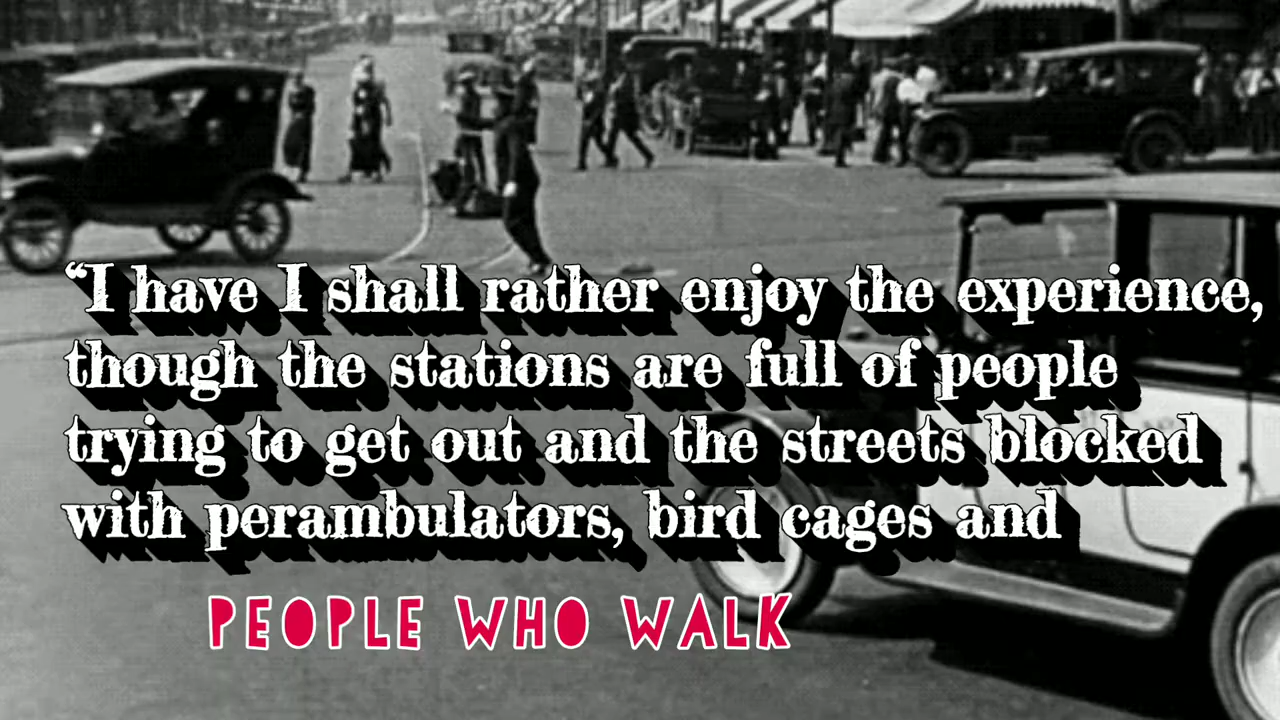 “I have I shall rather enjoy the experience,
though the stations are full of people
trying to get out and the streets blocked
with perambulators, bird cages and
PEOPLE WHO WALK